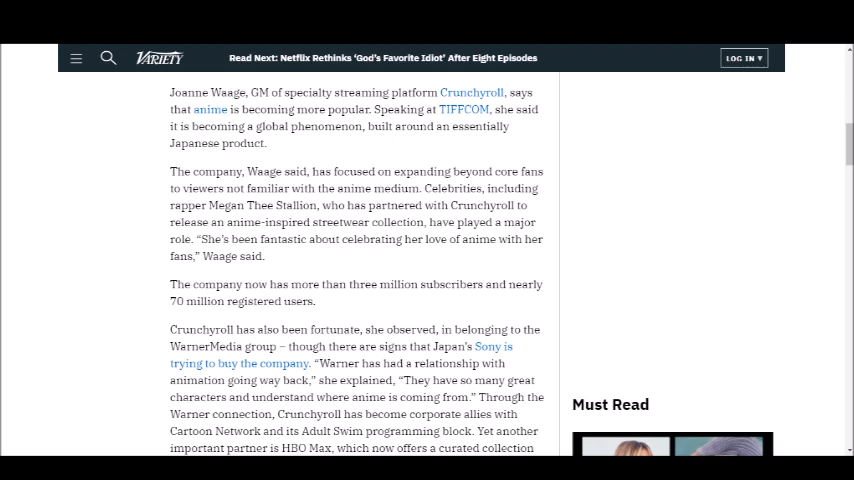 VARIETY
Read Next: Netflix Rethinks 'God's Favorite Idiot' After Eight Episodes
LOG IN ▾
Joanne Waage, GM of specialty streaming platform Crunchyroll, says
that anime is becoming more popular. Speaking at TIFFCOM, she said
it is becoming a global phenomenon, built around an essentially
Japanese product.
The company, Waage said, has focused on expanding beyond core fans
to viewers not familiar with the anime medium. Celebrities, including
rapper Megan Thee Stallion, who has partnered with Crunchyroll to
release an anime-inspired streetwear collection, have played a major
role. “She's been fantastic about celebrating her love of anime with her
fans,” Waage said.
The company now has more than three million subscribers and nearly
70 million registered users.
Crunchyroll has also been fortunate, she observed, in belonging to the
WarnerMedia group – though there are signs that Japan's Sony is
trying to buy the company. “Warner has had a relationship with
animation going way back,” she explained, “They have so many great
characters and understand where anime is coming from.” Through the
Warner connection, Crunchyroll has become corporate allies with
Cartoon Network and its Adult Swim programming block. Yet another
important partner is HBO Max, which now offers a curated collection
Must Read